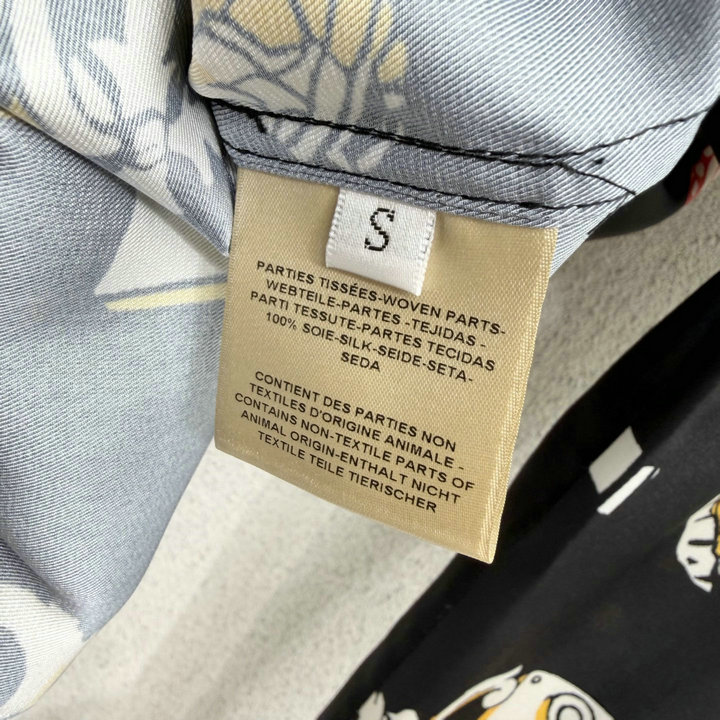 S
PARTIES TISSÉES-WOVEN PARTS-
WEBTEILE-PARTES -TEJIDAS -
PARTI TESSUTE-PARTES TECIDAS
100% SOIE-SILK-SEIDE-SETA-
SEDA
CONTIENT DES PARTIES NON
TEXTILES D'ORIGINE ANIMALE -
CONTAINS NON-TEXTILE PARTS OF
ANIMAL ORIGIN-ENTHALT NICHT
TEXTILE TEILE TIERISCHER